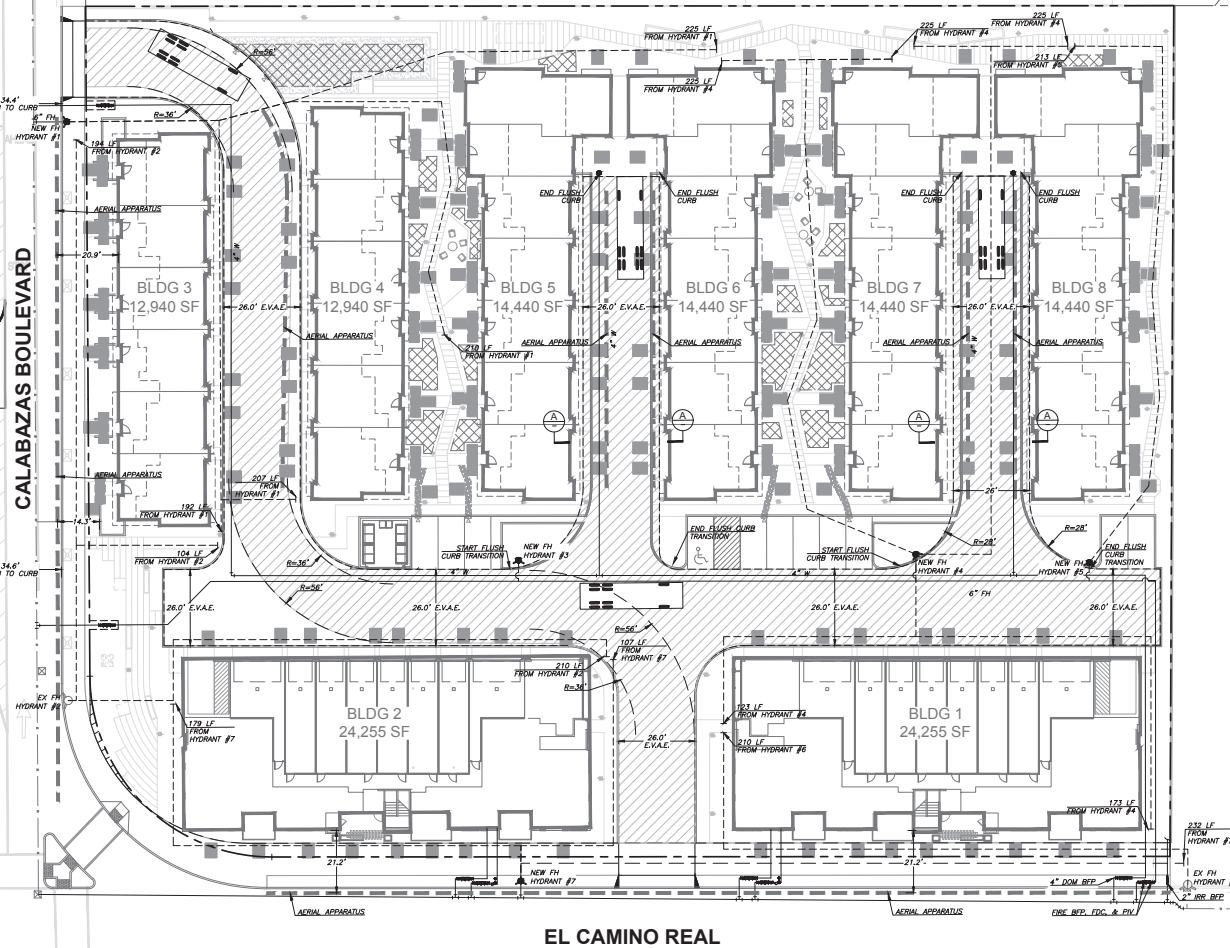 225 LF
FROM HYDRANT #1
225 LF
FROM HYDRANT #4
225 LF
FROM HYDRANT #4
225 LF
FROM HYDRANT #4
213 LF
FROM HYDRANT #5
R=56'
34.4'
TO CURB
6" FH
NEW FH
HYDRANT #1
R=36'
194 LF
FROM HYDRANT #2
END FLUSH
CURB
END FLUSH
CURB
END FLUSH
CURB
END FLUSH
CURB
AERIAL APPARATUS
20.9'
4" W
CALABAZAS BOULEVARD
BLDG 3
12,940 SF
BLDG 4
12,940 SF
BLDG 5
14,440 SF
BLDG 6
14,440 SF
BLDG 7
14,440 SF
BLDG 8
14,440 SF
26.0' E.V.A.E.
26.0' E.V.A.E.
26.0' E.V.A.E.
AERIAL APPARATUS
AERIAL APPARATUS
4" W
AERIAL APPARATUS
AERIAL APPARATUS
4" W
AERIAL APPARATUS
210 LF
FROM HYDRANT #1
A
A
A
A
AERIAL APPARATUS
207 LF
FROM
HYDRANT #1
192 LF
FROM HYDRANT #1
14.3'
26'
104 LF
FROM HYDRANT #2
34.6'
TO CURB
R=36'
START FLUSH
CURB TRANSITION
NEW FH
HYDRANT #3
END FLUSH CURB
TRANSITION
START FLUSH
CURB TRANSITION
R=28'
NEW FH
HYDRANT #4
R=28'
NEW FH
HYDRANT #5
END FLUSH
CURB
TRANSITION
4" W
4" W
6" FH
R=56'
26.0' E.V.A.E.
26.0' E.V.A.E.
26.0' E.V.A.E.
26.0' E.V.A.E.
R=56'
107 LF
FROM
HYDRANT #7
210 LF
FROM HYDRANT #2
R=36'
EX FH
HYDRANT #2
179 LF
FROM
HYDRANT #7
BLDG 2
24,255 SF
26.0'
E.V.A.E.
123 LF
FROM HYDRANT #4
210 LF
FROM HYDRANT #6
BLDG 1
24,255 SF
173 LF
FROM HYDRANT #4
232 LF
FROM
21.2'
21.2'
NEW FH
HYDRANT #7
4" DOM BFP
EX FH
HYDRANT
2" IRR BFP
AERIAL APPARATUS
AERIAL APPARATUS
FIRE BFP, FDC, & PIV
EL CAMINO REAL